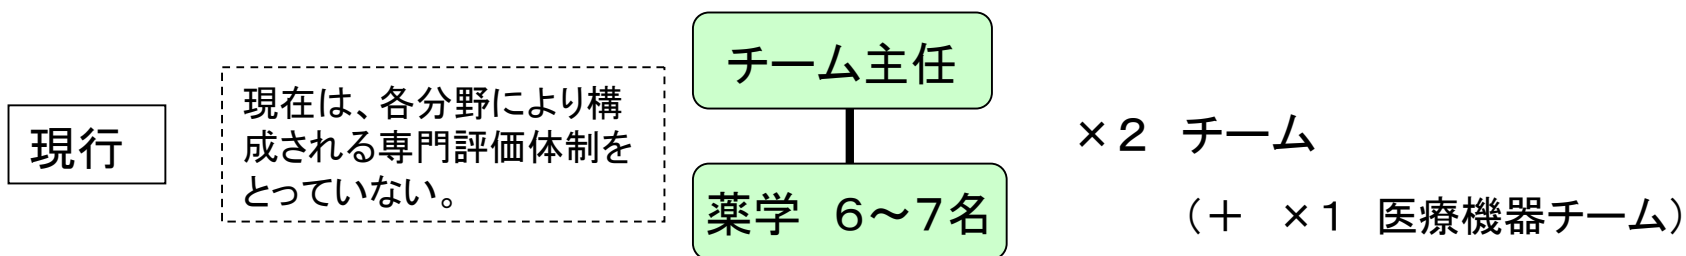 現行
現在は、各分野により構
成される専門評価体制を
とっていない。
チーム主任
薬学　６～７名
×２　チーム
（＋　×１　医療機器チーム）